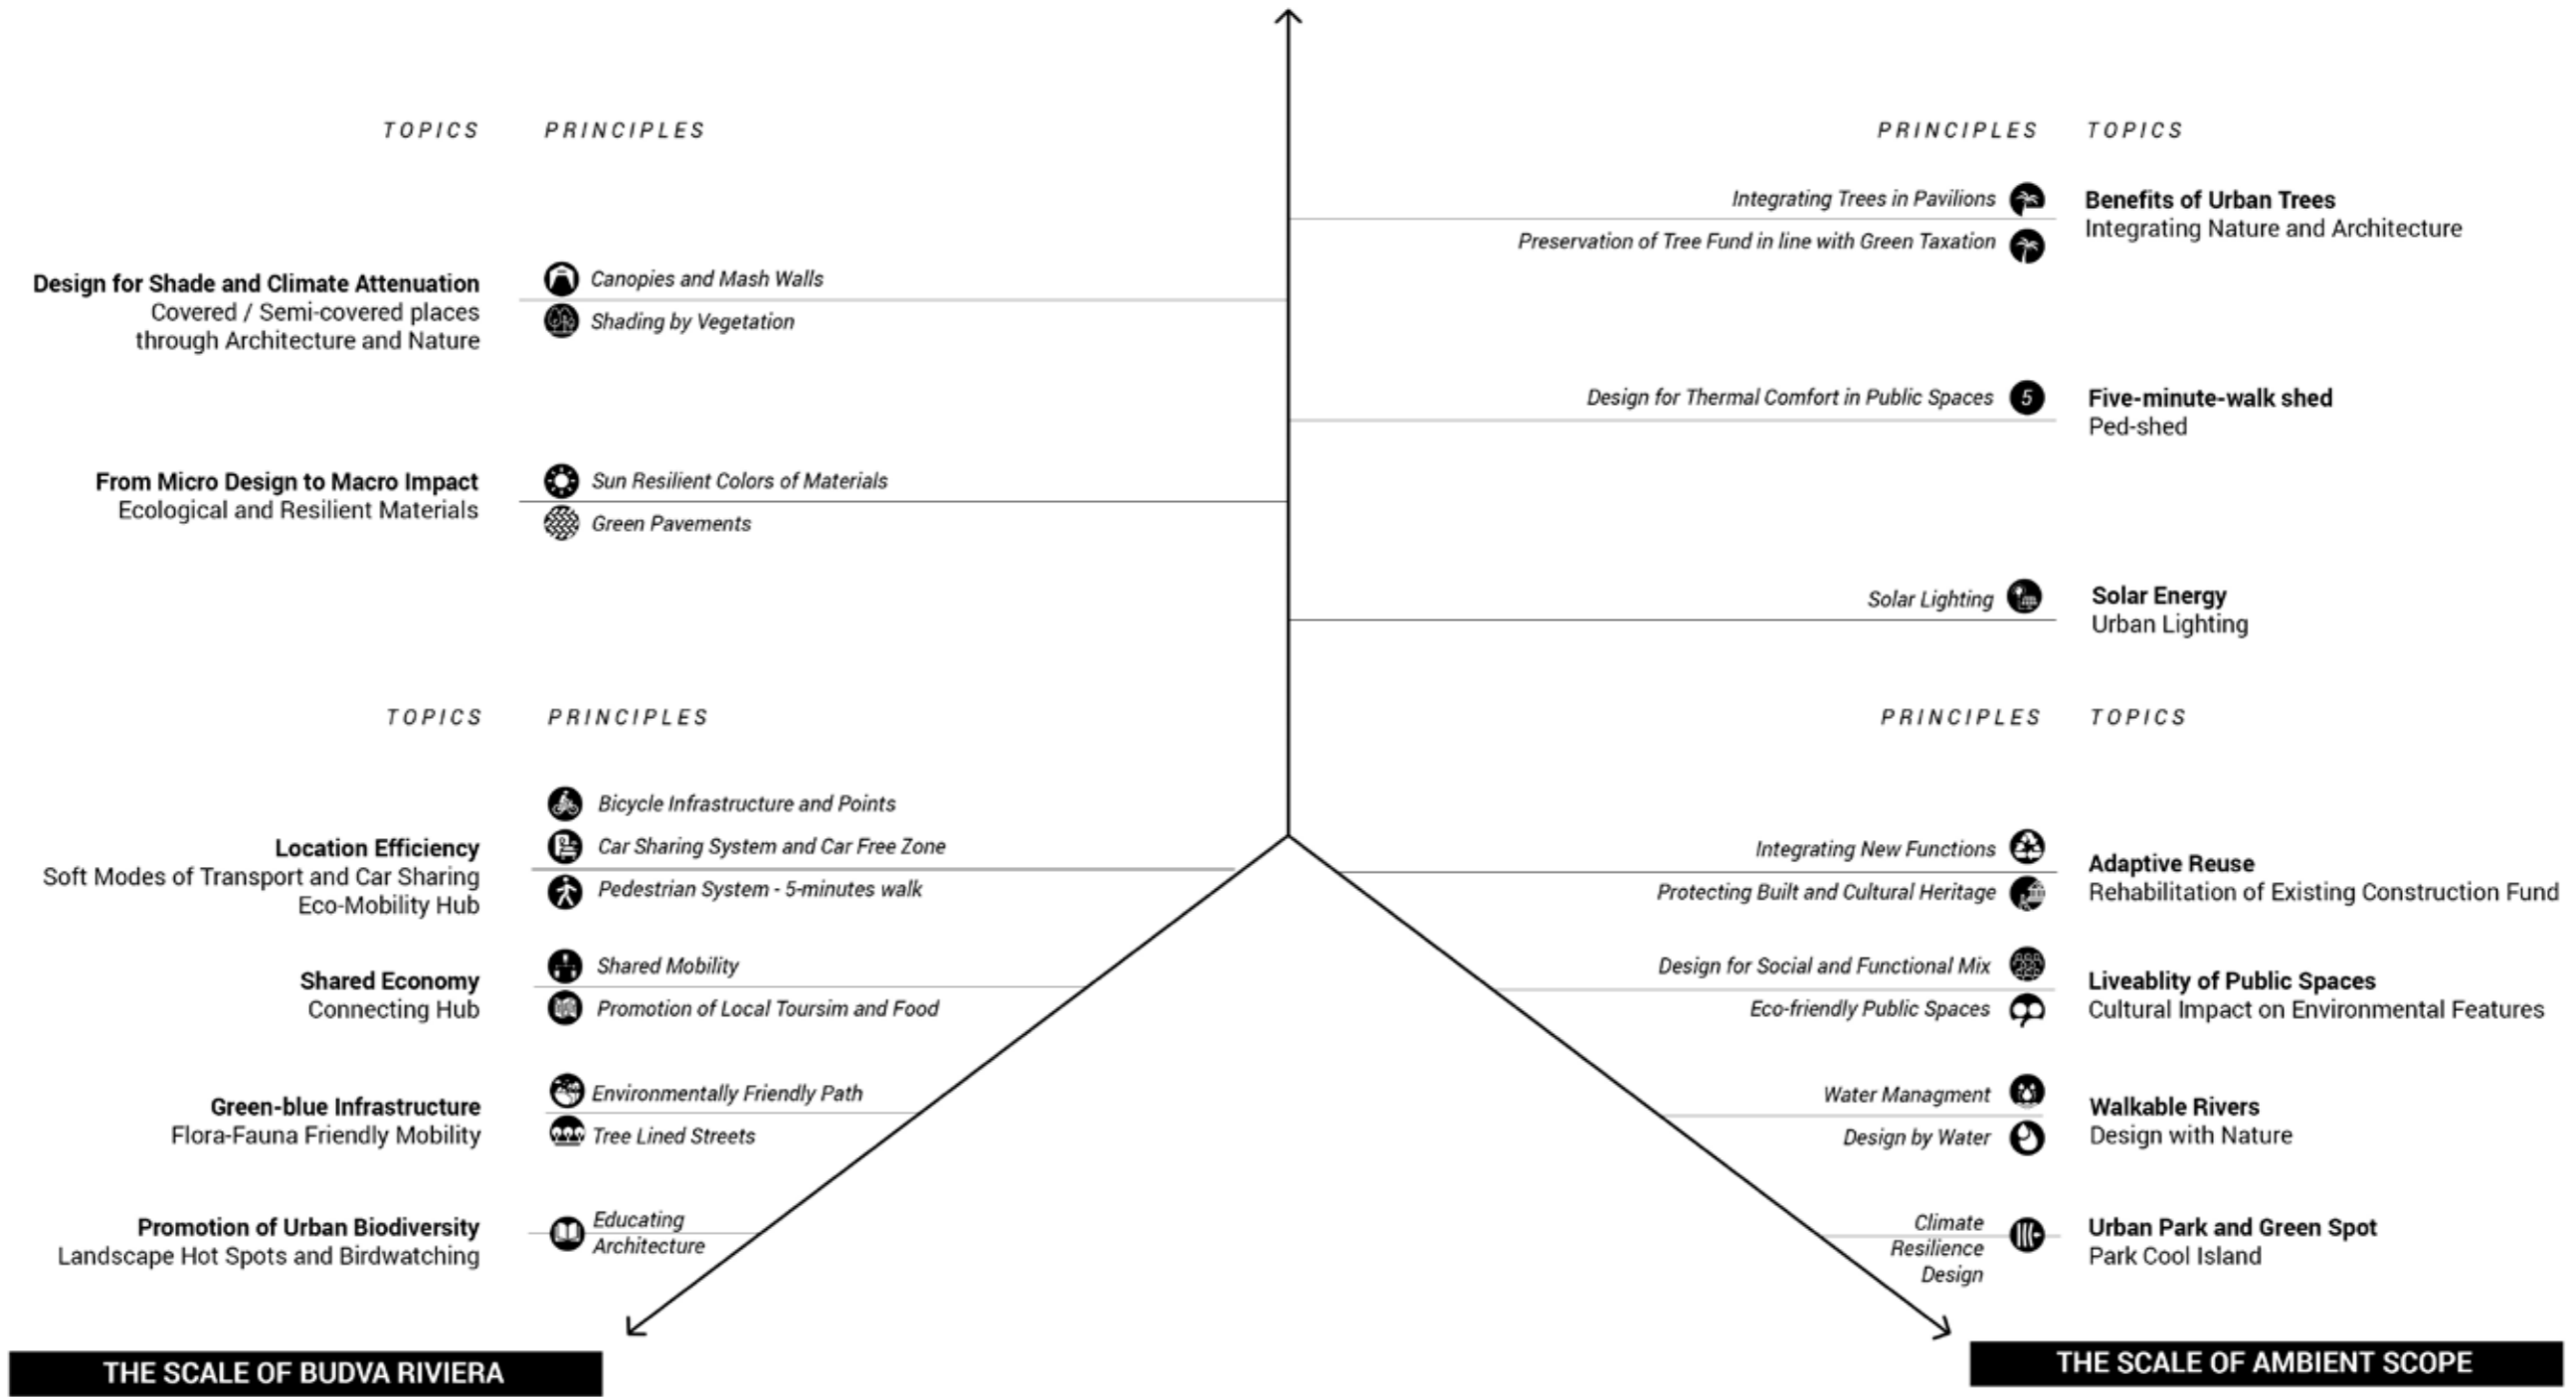 TOPICS PRINCIPLES
Design for Shade and Climate Attenuation
Covered / Semi-covered places
through Architecture and Nature
Canopies and Mash Walls
Shading by Vegetation
From Micro Design to Macro Impact
Ecological and Resilient Materials
Sun Resilient Colors of Materials
Green Pavements
PRINCIPLES TOPICS
Integrating Trees in Pavilions
Preservation of Tree Fund in line with Green Taxation
Benefits of Urban Trees
Integrating Nature and Architecture
Design for Thermal Comfort in Public Spaces
5
Five-minute-walk shed
Ped-shed
Solar Lighting
Solar Energy
Urban Lighting
TOPICS PRINCIPLES
Location Efficiency
Soft Modes of Transport and Car Sharing
Eco-Mobility Hub
Bicycle Infrastructure and Points
Car Sharing System and Car Free Zone
Pedestrian System - 5-minutes walk
Shared Economy
Connecting Hub
Shared Mobility
Promotion of Local Toursim and Food
Green-blue Infrastructure
Flora-Fauna Friendly Mobility
Environmentally Friendly Path
Tree Lined Streets
Promotion of Urban Biodiversity
Landscape Hot Spots and Birdwatching
Educating
Architecture
THE SCALE OF BUDVA RIVIERA
PRINCIPLES TOPICS
Integrating New Functions
Protecting Built and Cultural Heritage
Adaptive Reuse
Rehabilitation of Existing Construction Fund
Design for Social and Functional Mix
Eco-friendly Public Spaces
Liveablity of Public Spaces
Cultural Impact on Environmental Features
Water Managment
Design by Water
Walkable Rivers
Design with Nature
Climate
Resilience
Design
Urban Park and Green Spot
Park Cool Island
THE SCALE OF AMBIENT SCOPE